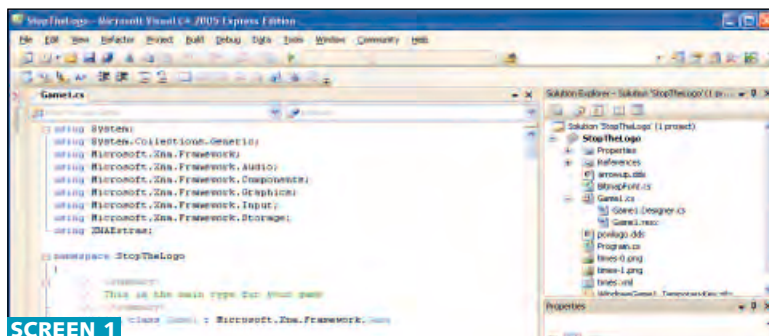 StopTheLogo - Microsoft Visual C# 2005 Express Edition
File Edit View Refactor Project Build Debug Data Tools Window Community Help
Game1.cs
using System;
using System.Collections.Generic;
using Microsoft.Xna.Framework;
using Microsoft.Xna.Framework.Audio;
using Microsoft.Xna.Framework.Components;
using Microsoft.Xna.Framework.Graphics;
using Microsoft.Xna.Framework.Input;
using Microsoft.Xna.Framework.Storage;
using XNAExtras;
namespace StopTheLogo
{
This is the main type for your game
class Game1 : Microsoft.Xna.Framework.Game
Solution Explorer - Solution 'StopTheLogo' (1 pr...
Solution 'StopTheLogo' (1 project)
StopTheLogo
Properties
References
arrowup.dds
BitmapFont.cs
Game1.cs
Game1.Designer.cs
Game1.resx
pcwlogo.dds
Program.cs
times-0.png
times-1.png
times.xml
Properties
SCREEN 1